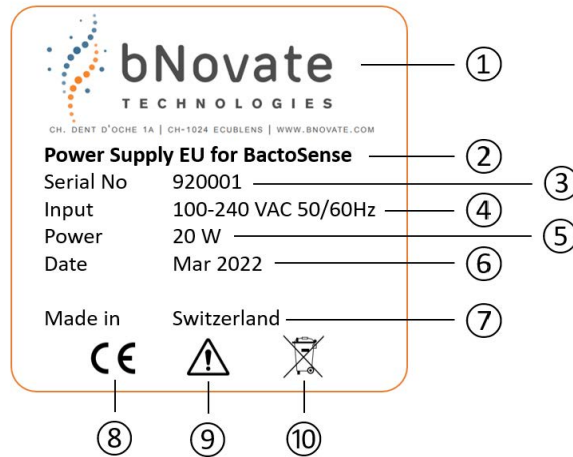 bNovate
TECHNOLOGIES
CH. DENT D'OCHE 1A | CH-1024 ECUBLENS | WWW.BNOVATE.COM
①
Power Supply EU for BactoSense ②
Serial No 920001 ③
Input 100-240 VAC 50/60Hz ④
Power 20 W ⑤
Date Mar 2022 ⑥
Made in Switzerland ⑦
CE
⑧ ⑨ ⑩